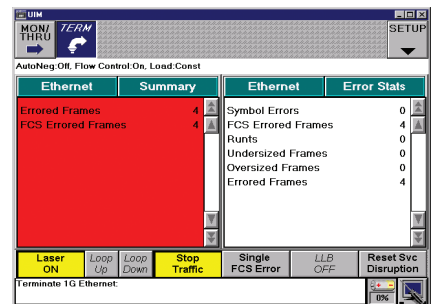 UIM
MON/ THRU
TERM
SETUP
AutoNeg:Off, Flow Control:On, Load:Const
Ethernet Summary
Errored Frames 4
FCS Errored Frames 4
Ethernet Error Stats
Symbol Errors 0
FCS Errored Frames 4
Runts 0
Undersized Frames 0
Oversized Frames 0
Errored Frames 4
Laser ON
Loop Up
Loop Down
Stop Traffic
Single FCS Error
LLB OFF
Reset Svc Disruption
Terminate 1G Ethernet:
0%